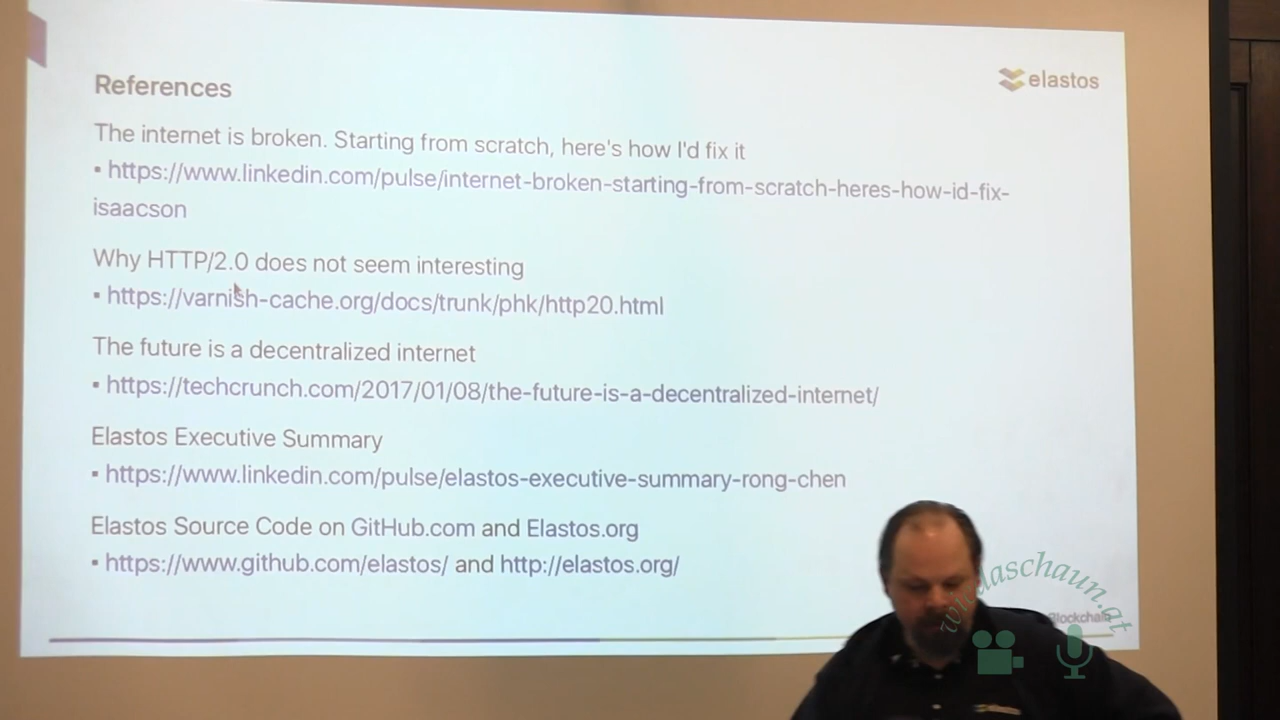 References
elastos
The internet is broken. Starting from scratch, here's how I'd fix it
▪ https://www.linkedin.com/pulse/internet-broken-starting-from-scratch-heres-how-id-fix-
isaacson
Why HTTP/2.0 does not seem interesting
▪ https://varnish-cache.org/docs/trunk/phk/http20.html
The future is a decentralized internet
▪ https://techcrunch.com/2017/01/08/the-future-is-a-decentralized-internet/
Elastos Executive Summary
▪ https://www.linkedin.com/pulse/elastos-executive-summary-rong-chen
Elastos Source Code on GitHub.com and Elastos.org
▪ https://www.github.com/elastos/ and http://elastos.org/
Blockchain